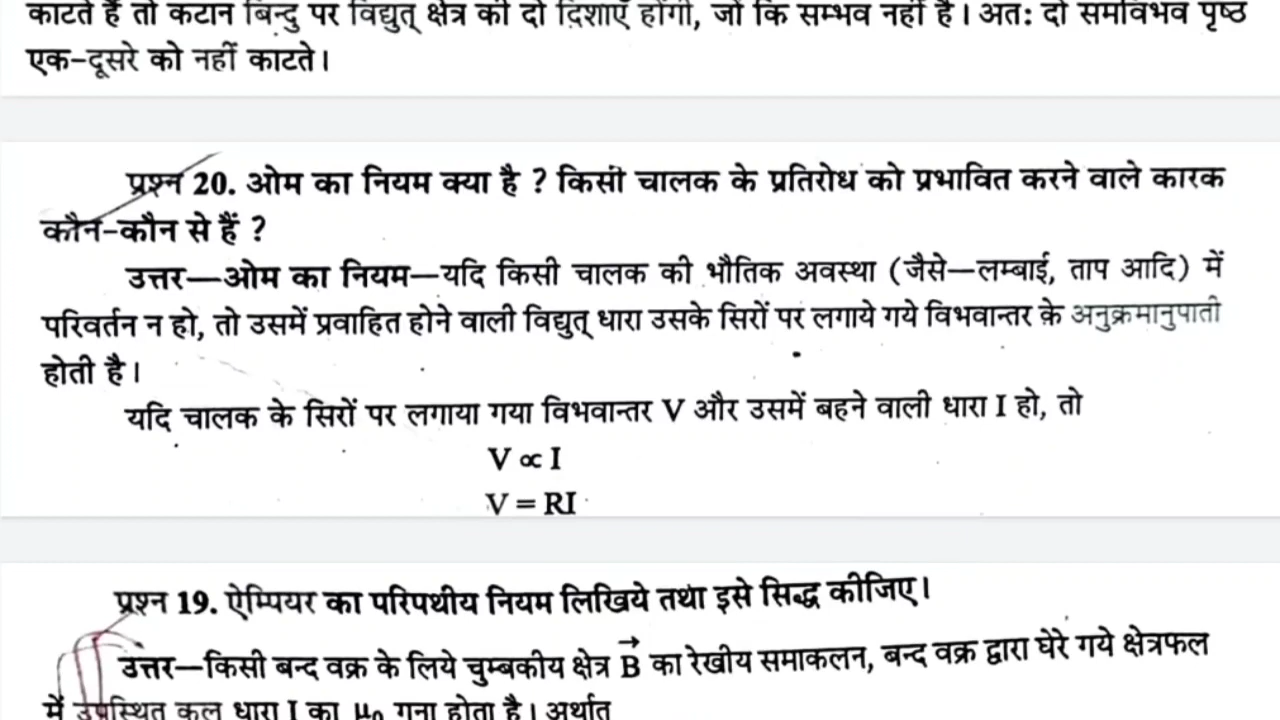 काटते हैं तो कटान बिन्दु पर विद्युत् क्षेत्र की दो दिशाएँ होंगी, जो कि सम्भव नहीं है। अतः दो समविभव पृष्ठ
एक-दूसरे को नहीं काटते।
प्रश्न 20. ओम का नियम क्या है ? किसी चालक के प्रतिरोध को प्रभावित करने वाले कारक
कौन-कौन से हैं ?
उत्तर—ओम का नियम—यदि किसी चालक की भौतिक अवस्था (जैसे—लम्बाई, ताप आदि) में
परिवर्तन न हो, तो उसमें प्रवाहित होने वाली विद्युत् धारा उसके सिरों पर लगाये गये विभवान्तर के अनुक्रमानुपाती
होती है।
यदि चालक के सिरों पर लगाया गया विभवान्तर V और उसमें बहने वाली धारा I हो, तो
V ∝ I
V = RI
प्रश्न 19. ऐम्पियर का परिपथीय नियम लिखिये तथा इसे सिद्ध कीजिए।
उत्तर—किसी बन्द वक्र के लिये चुम्बकीय क्षेत्र B⃗ का रेखीय समाकलन, बन्द वक्र द्वारा घेरे गये क्षेत्रफल
में उपस्थित कुल धारा I का μ₀ गुना होता है। अर्थात्